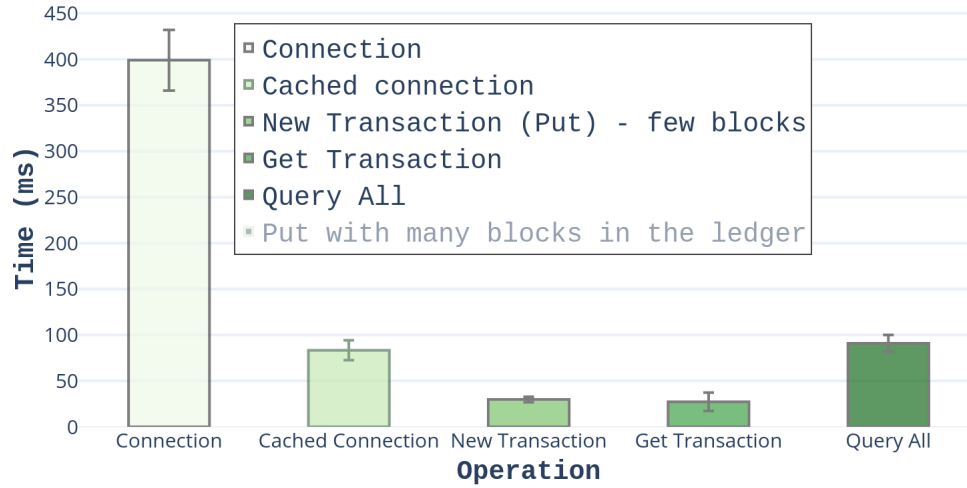 450
400
350
300
250
200
150
100
50
0
Time (ms)
Connection
Cached connection
New Transaction (Put) - few blocks
Get Transaction
Query All
Put with many blocks in the ledger
Connection
Cached Connection
New Transaction
Get Transaction
Query All
Operation